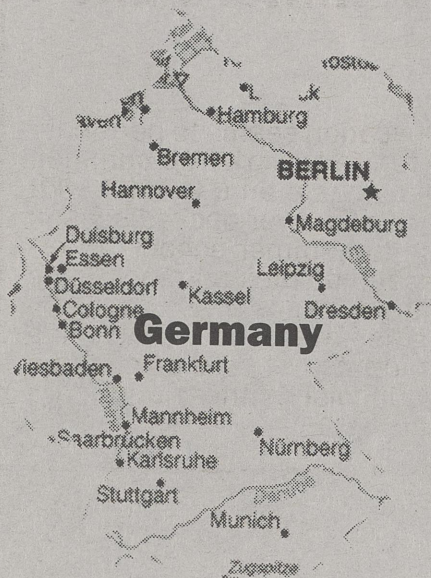 Hamburg
Bremen
BERLIN
Hannover
Magdeburg
Duisburg
Essen
Leipzig
Düsseldorf
Kassel
Cologne
Dresden
Bonn
Germany
Frankfurt
iesbaden
Mannheim
Saarbrücken
Nürnberg
Karlsruhe
Stuttgart
Danube
Munich
Zugspitze